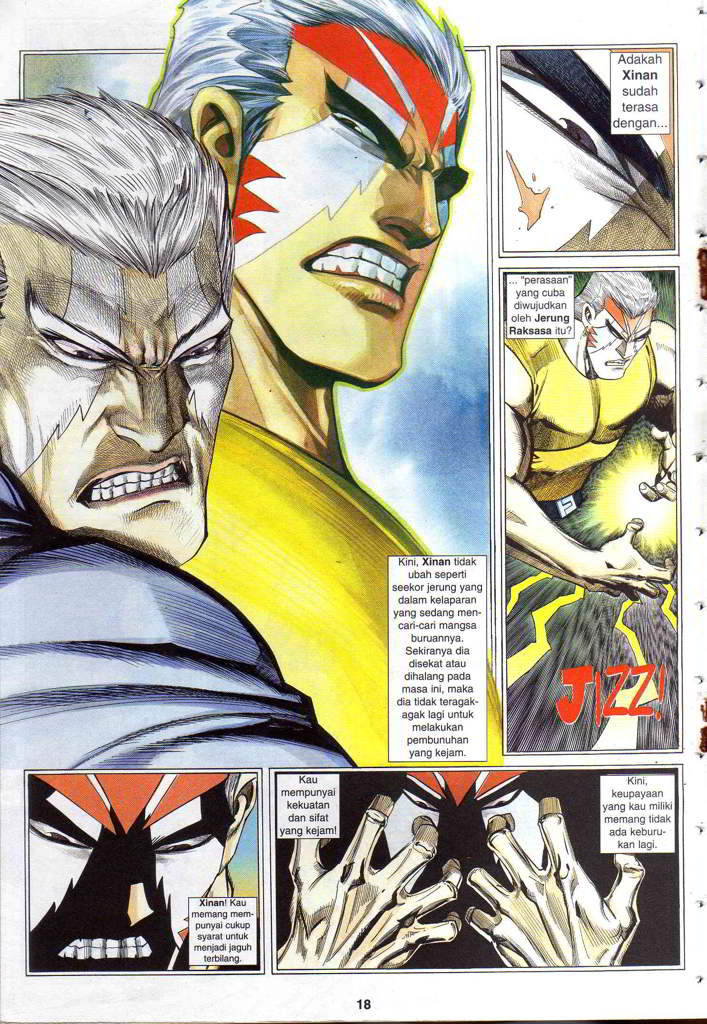 Adakah
Xinan
sudah
terasa
dengan...
... "perasaan"
yang cuba
diwujudkan
oleh Jerung
Raksasa itu?
JIZZ!
Kini, Xinan tidak
ubah seperti
seekor jerung yang
dalam kelaparan
yang sedang men-
cari-cari mangsa
buruannya.
Sekiranya dia
disekat atau
dihalang pada
masa ini, maka
dia tidak teragak-
agak lagi untuk
melakukan
pembunuhan
yang kejam.
Xinan! Kau
memang mem-
punyai cukup
syarat untuk
menjadi jaguh
terbilang.
Kau
mempunyai
kekuatan
dan sifat
yang kejam!
Kini,
keupayaan
yang kau miliki
memang tidak
ada keburu-
kan lagi.
18